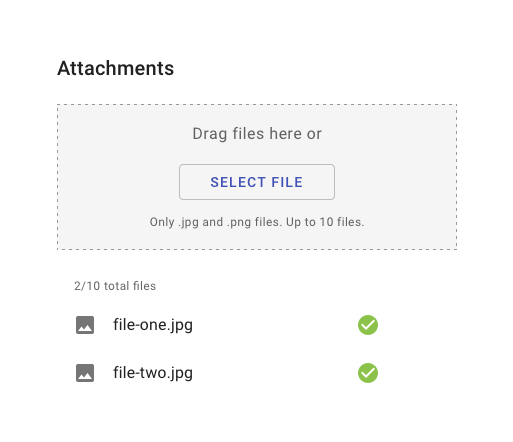 Attachments
Drag files here or
SELECT FILE
Only .jpg and .png files. Up to 10 files.
2/10 total files
file-one.jpg
file-two.jpg